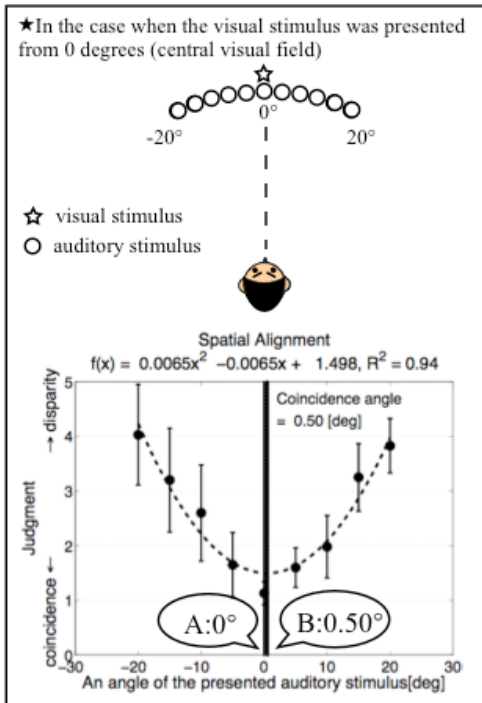 ★In the case when the visual stimulus was presented
from 0 degrees (central visual field)
0°
-20°
20°
visual stimulus
auditory stimulus
Spatial Alignment
f(x) = 0.0065x² −0.0065x + 1.498, R² = 0.94
Coincidence angle
= 0.50 [deg]
Judgment
coincidence ←
→ disparity
5
4
3
2
1
0
A:0°
B:0.50°
−30 −20 −10 0 10 20 30
An angle of the presented auditory stimulus[deg]